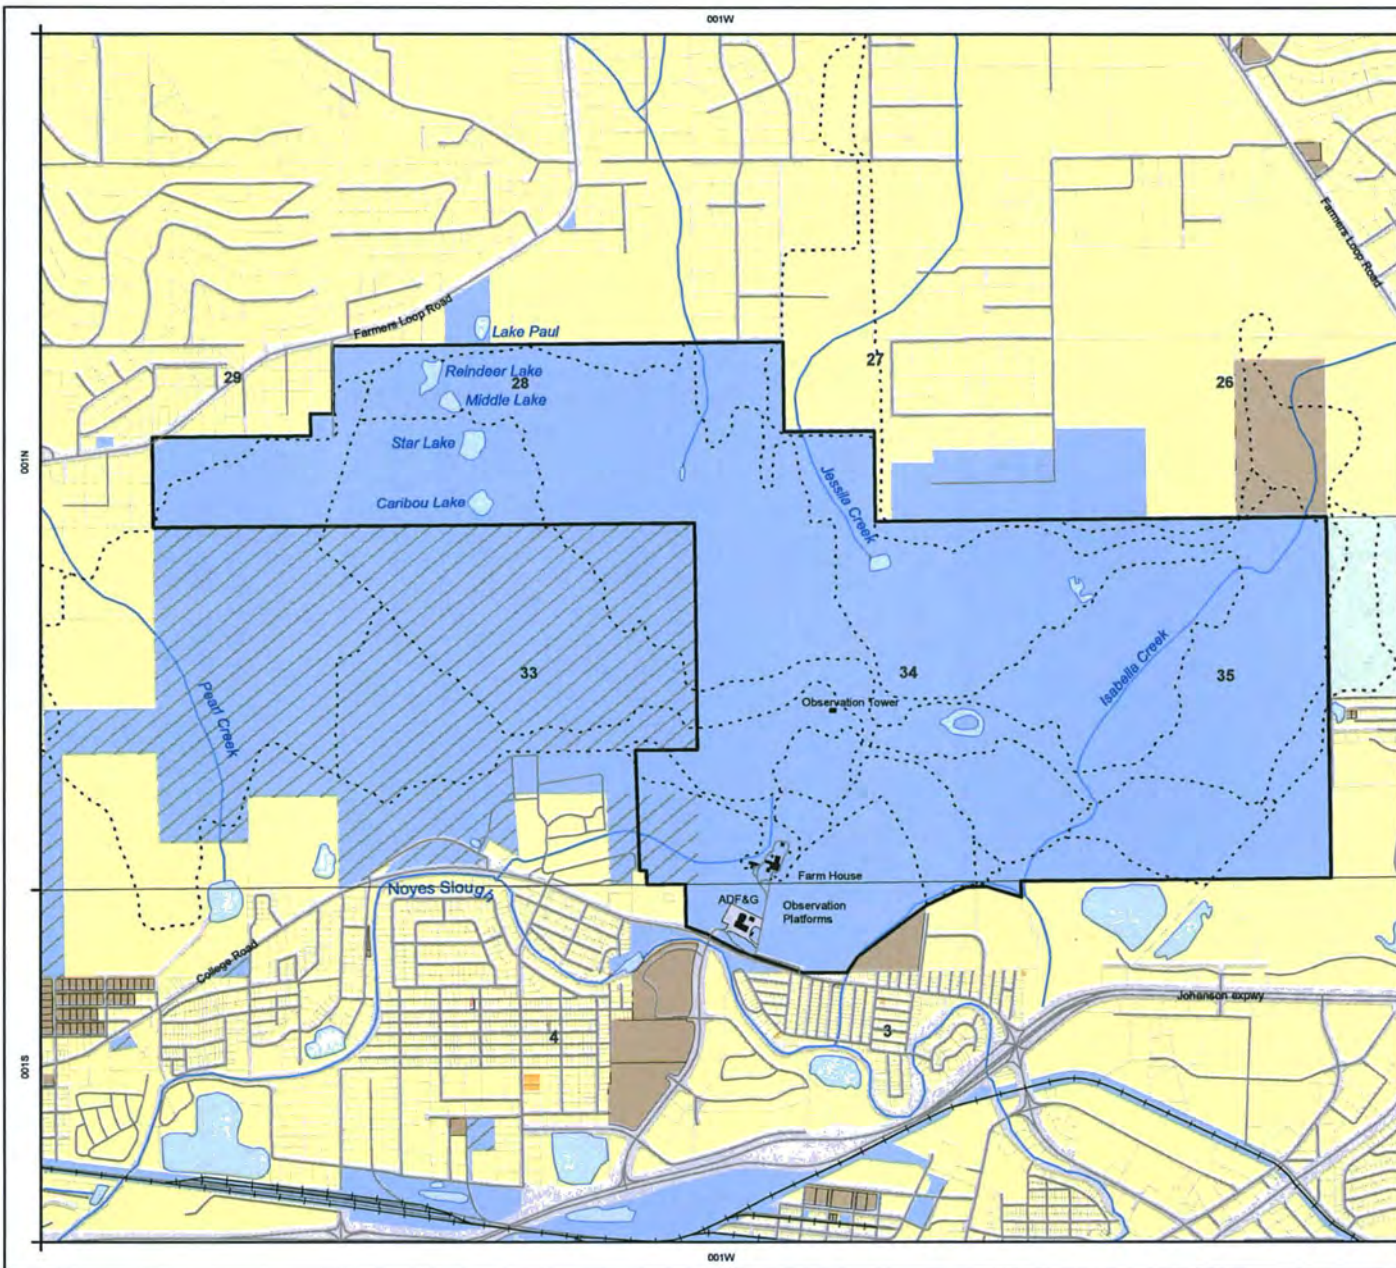 001W
Farmers Loop Road
Farmers Loop Road
Lake Paul
29
Reindeer Lake
28
27
26
Middle Lake
001N
Star Lake
Caribou Lake
Jessila Creek
33
34
35
Isabella Creek
Pearl Creek
Observation Tower
Farm House
Noyes Slough
ADF&G
Observation
Platforms
College Road
Johanson expwy
4
3
001S
001W